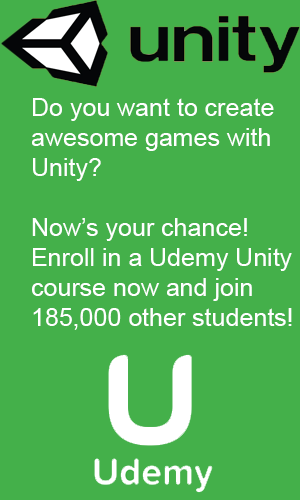 unity
Do you want to create
awesome games with
Unity?
Now's your chance!
Enroll in a Udemy Unity
course now and join
185,000 other students!
U
Udemy